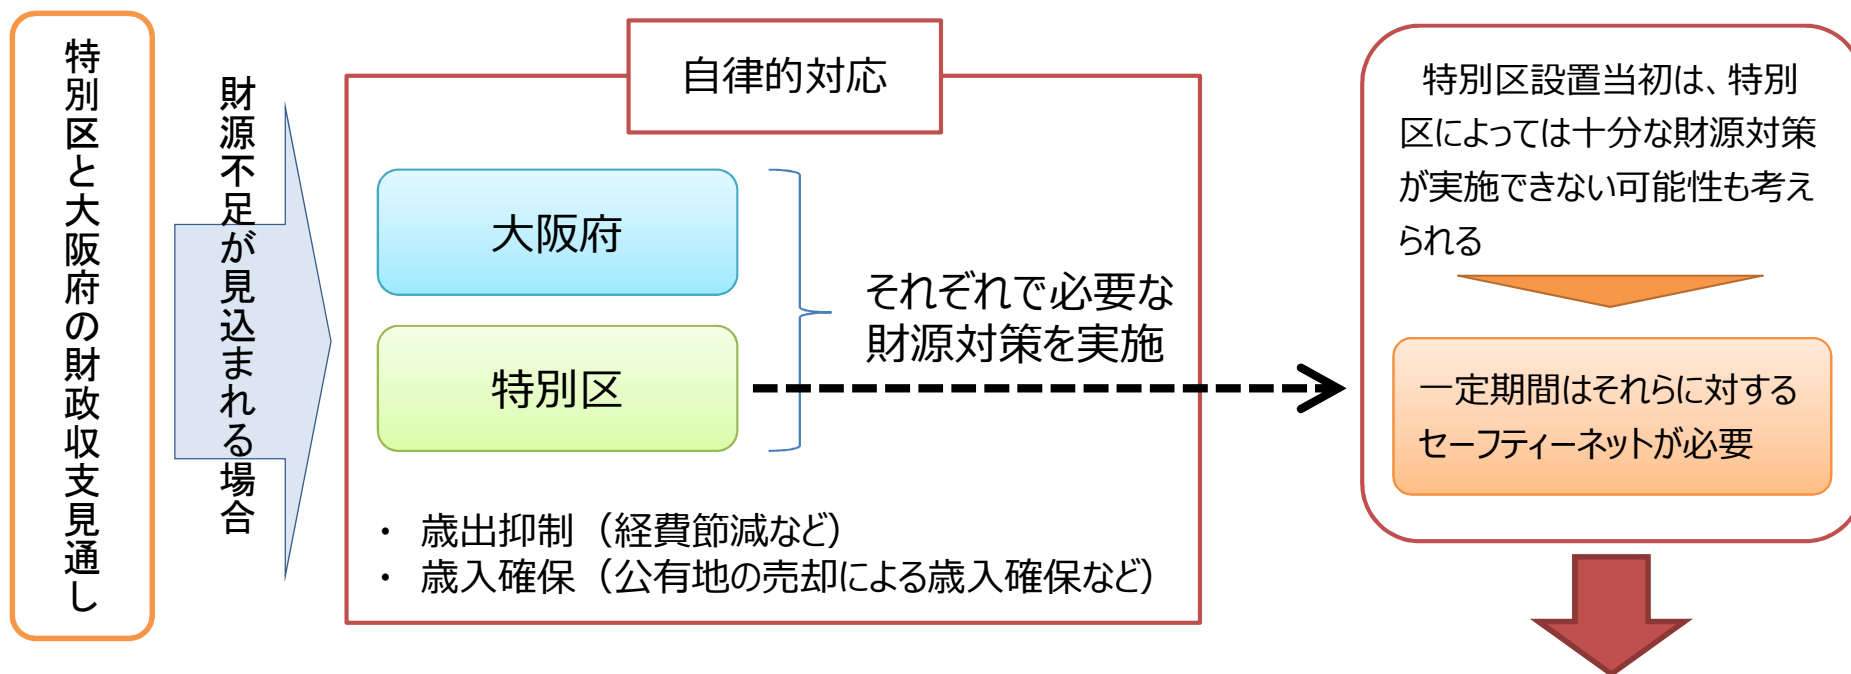 特別区と大阪府の財政収支見通し
財源不足が見込まれる場合
自律的対応
大阪府
特別区
それぞれで必要な
財源対策を実施
・ 歳出抑制（経費節減など）
・ 歳入確保（公有地の売却による歳入確保など）
特別区設置当初は、特別
区によっては十分な財源対策
が実施できない可能性も考え
られる
一定期間はそれらに対する
セーフティーネットが必要